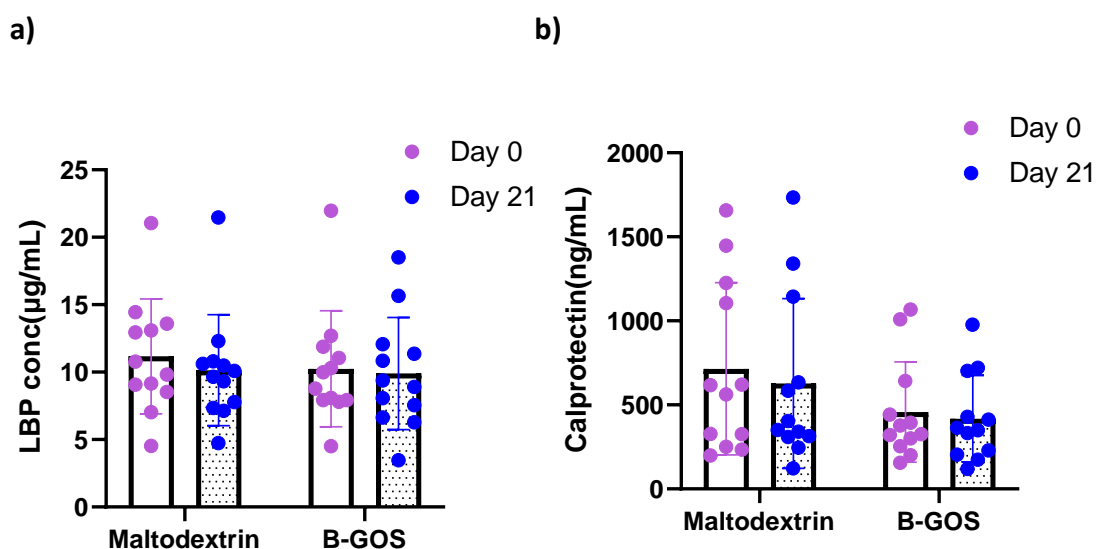 a)
Day 0
Day 21
LBP conc(µg/mL)
25
20
15
10
5
0
Maltodextrin
B-GOS
b)
Day 0
Day 21
Calprotectin(ng/mL)
2000
1500
1000
500
0
Maltodextrin
B-GOS